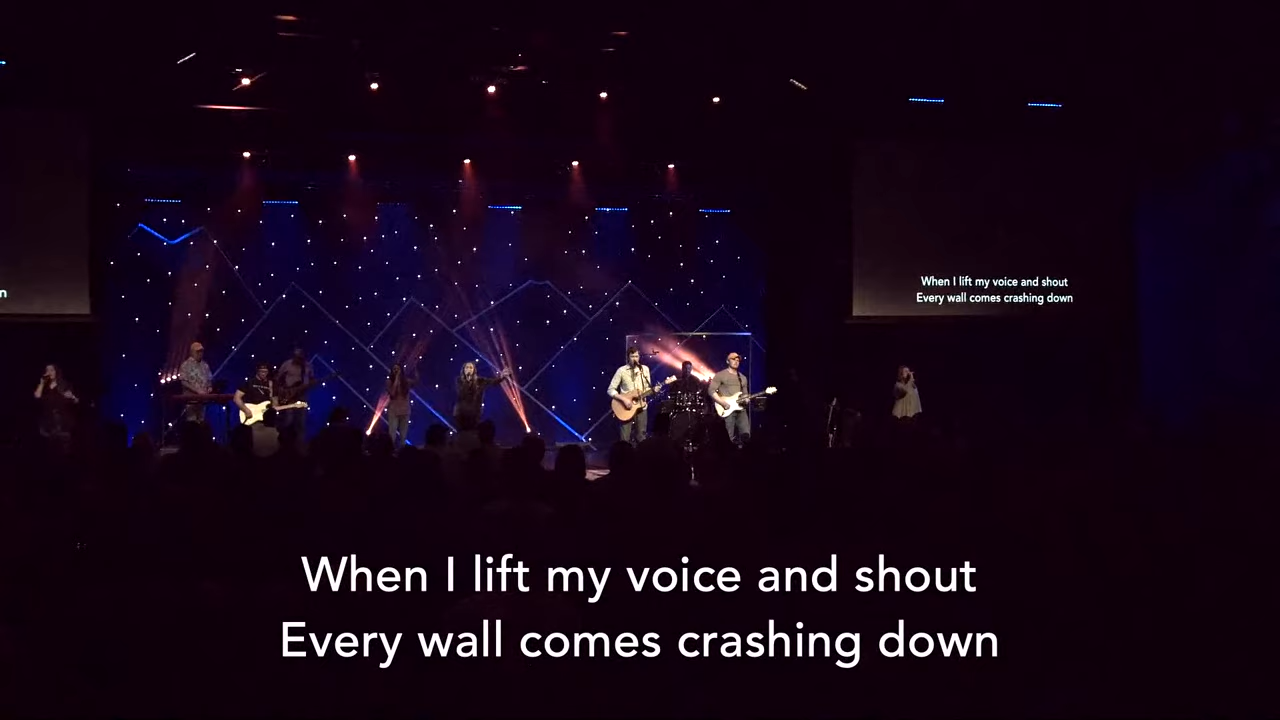 When I lift my voice and shout
Every wall comes crashing down
n
When I lift my voice and shout
Every wall comes crashing down